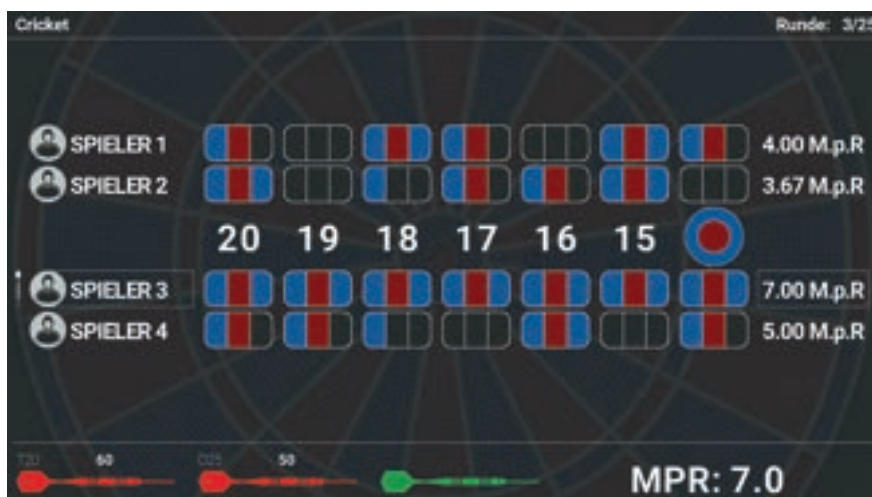 Cricket Runde: 3/25
SPIELER 1 4.00 M.p.R
SPIELER 2 3.67 M.p.R
20 19 18 17 16 15
SPIELER 3 7.00 M.p.R
SPIELER 4 5.00 M.p.R
T20 60 D25 50
MPR: 7.0